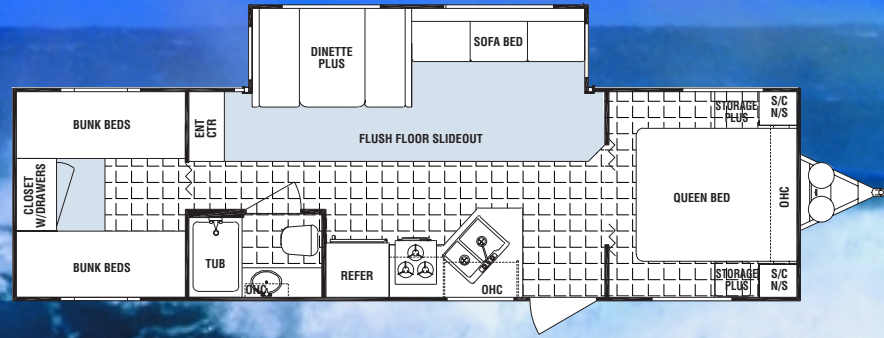 DINETTE
PLUS
SOFA BED
BUNK BEDS
ENT
CTR
FLUSH FLOOR SLIDEOUT
STORAGE
PLUS
S/C
N/S
CLOSET
W/DRAWERS
QUEEN BED
OHC
BUNK BEDS
TUB
OHC
REFER
OHC
STORAGE
PLUS
S/C
N/S